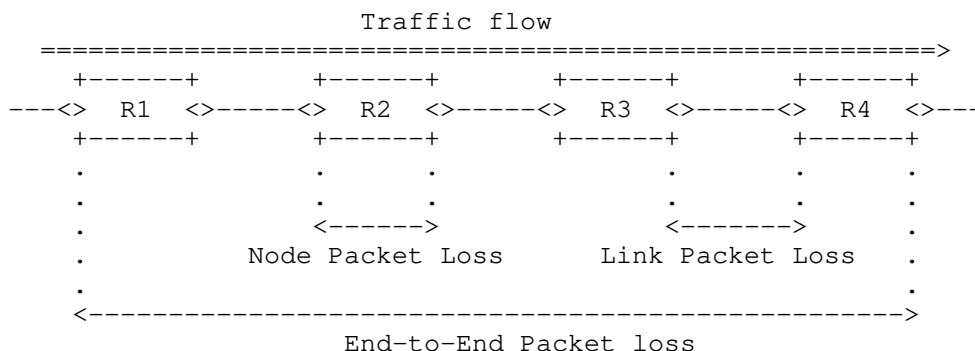 Traffic flow
========================================================>
+------+ +------+ +------+ +------+
---<> R1 <>-----<> R2 <>-----<> R3 <>-----<> R4 <>---
+------+ +------+ +------+ +------+
. . . . . .
. . . . . .
. <------> <-------> .
. Node Packet Loss Link Packet Loss .
. .
<--------------------------------------------------->
End-to-End Packet loss